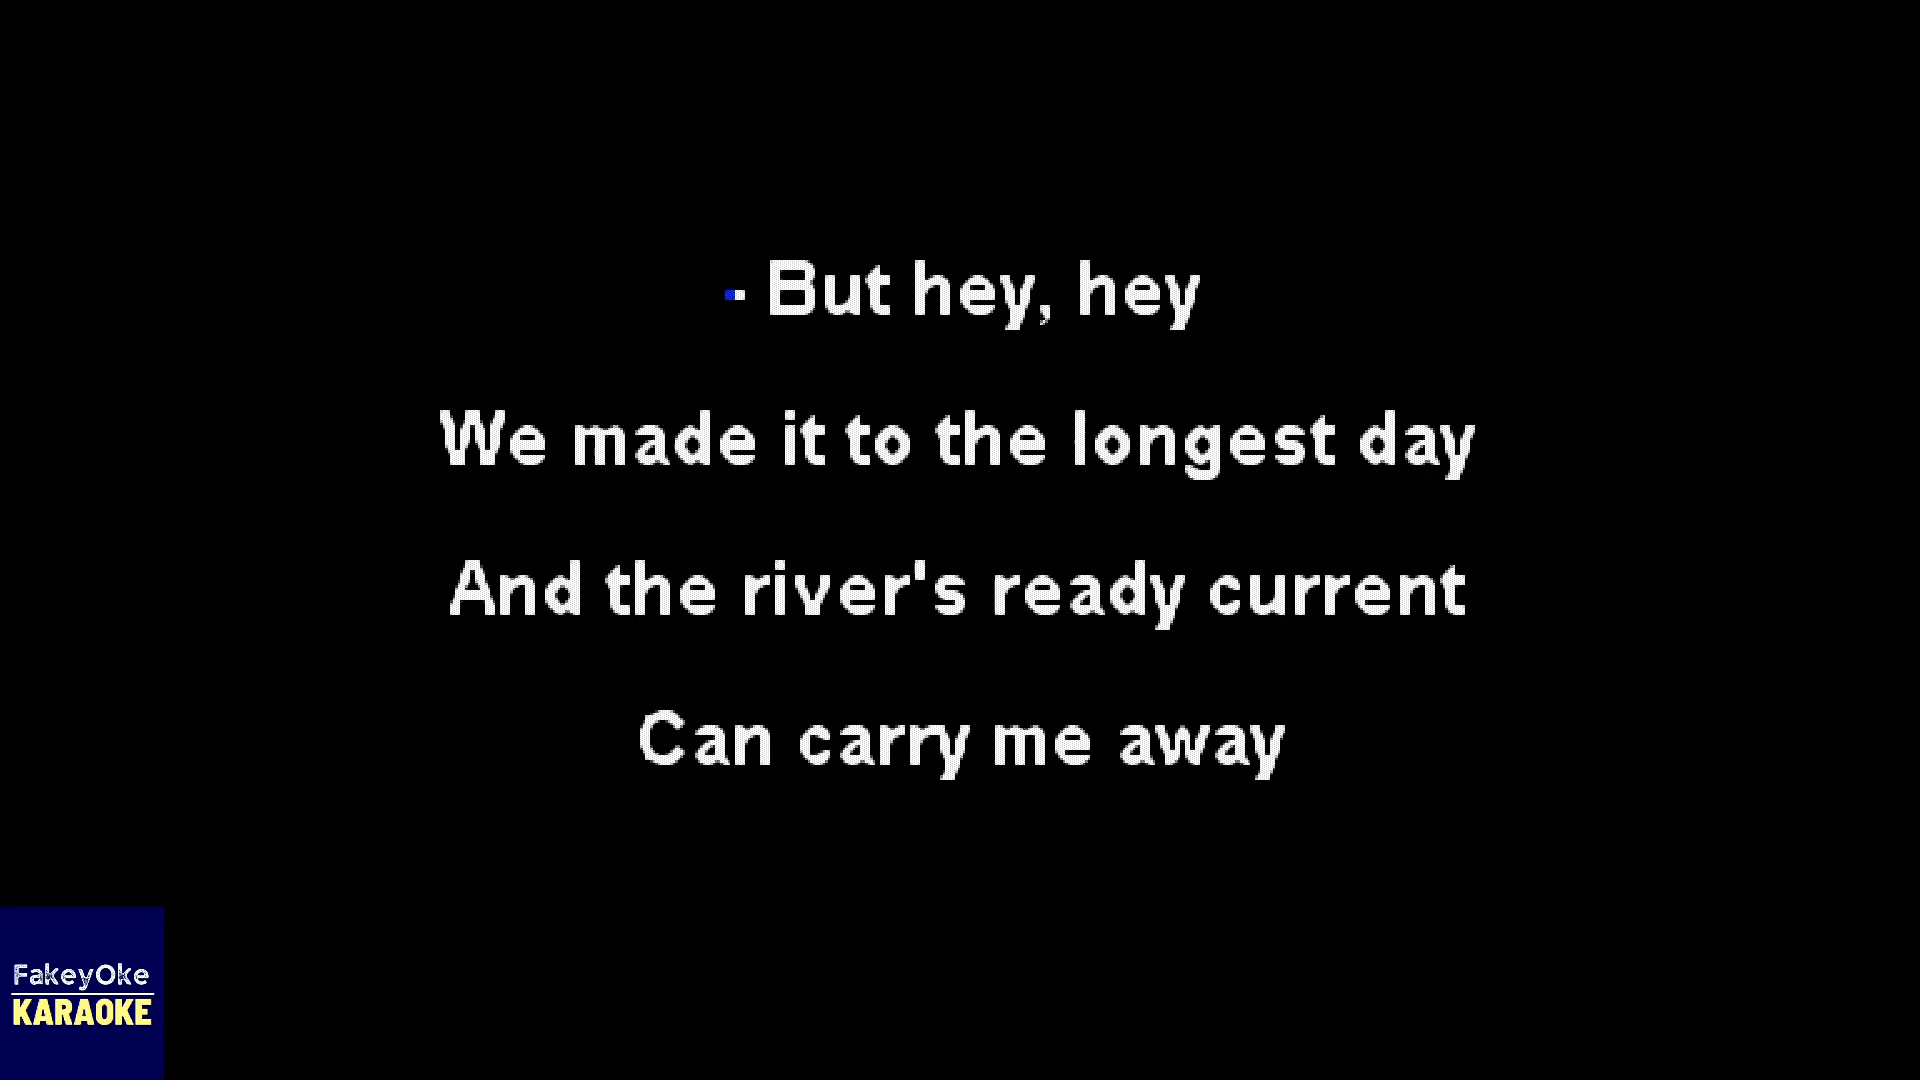 - But hey, hey
We made it to the longest day
And the river's ready current
Can carry me away
FakeyOke
KARAOKE